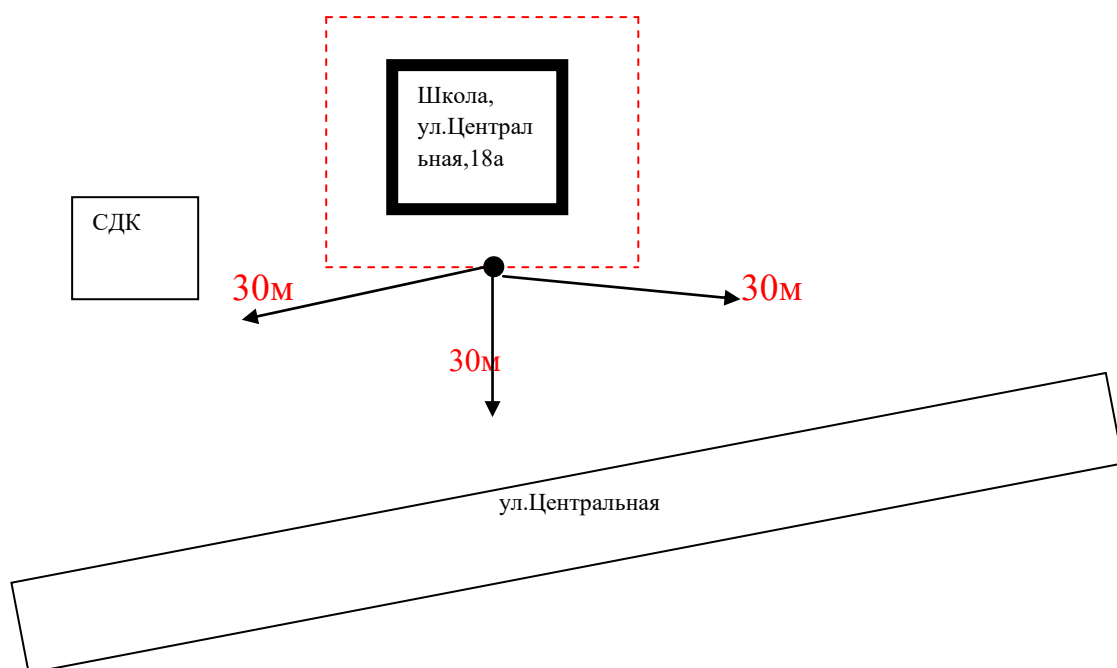 Школа,
ул.Централ
ьная,18а
СДК
30м
30м
30м
ул.Центральная